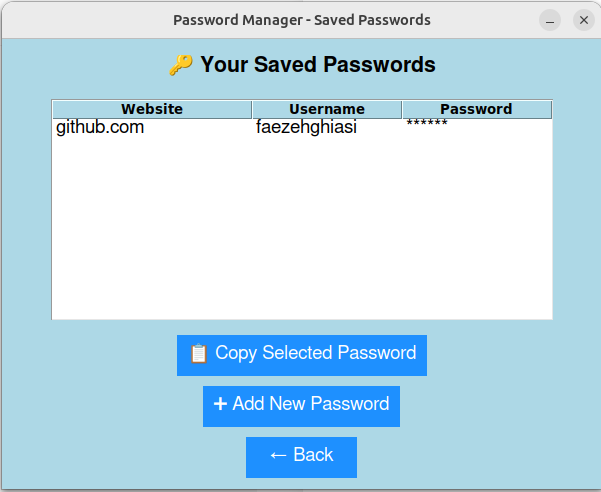 Password Manager - Saved Passwords
🔑 Your Saved Passwords
Website Username Password
github.com faezehghiasi ******
📋 Copy Selected Password
➕ Add New Password
← Back